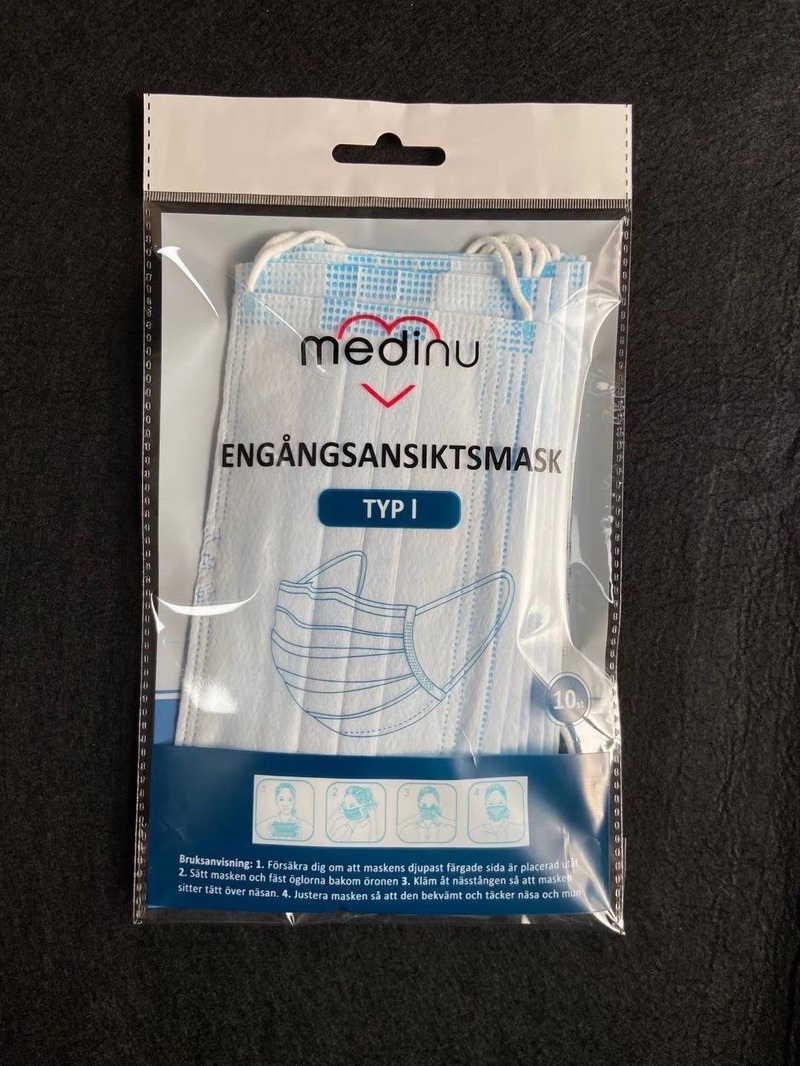 medinu
ENGÅNGSANSIKTSMASK
TYP I
10st
1 2 3 4
Bruksanvisning: 1. Försäkra dig om att maskens djupast färgade sida är placerad utåt
2. Sätt masken och fäst öglorna bakom öronen 3. Kläm åt nässtången så att masken
sitter tätt över näsan. 4. Justera masken så att den bekvämt och täcker näsa och mun